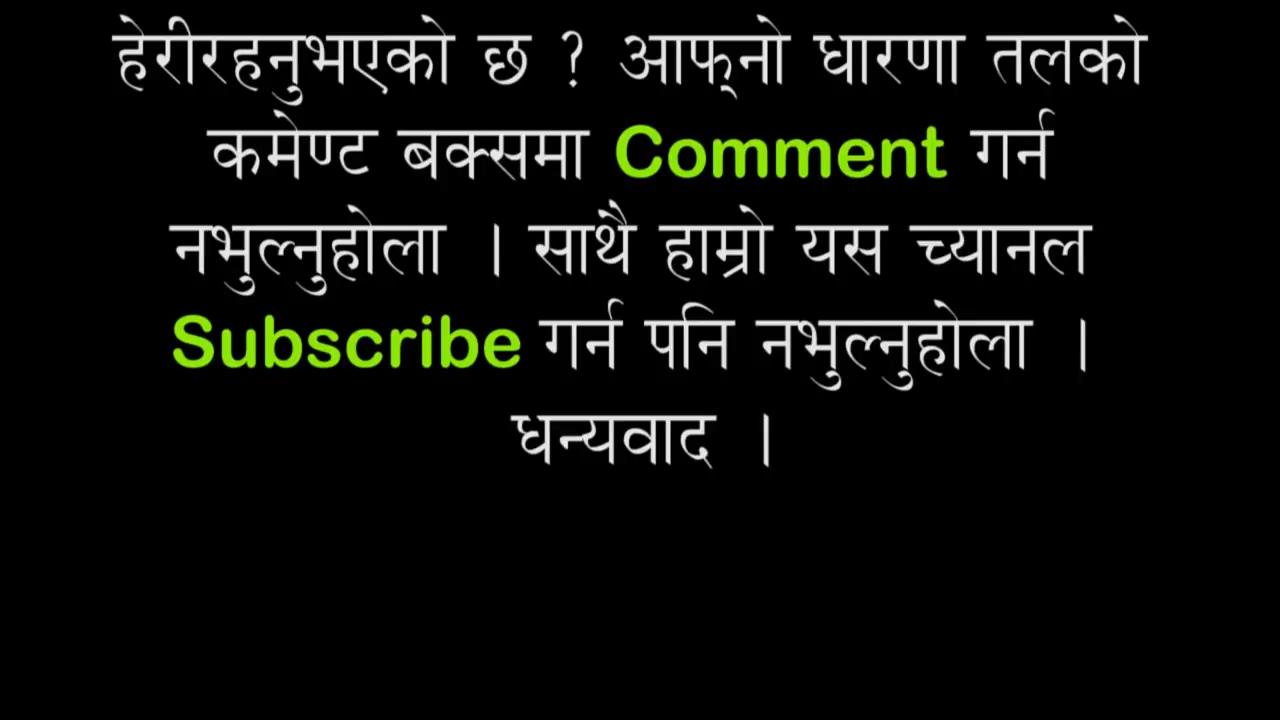 हेरीरहनुभएको छ ? आफ्नो धारणा तलको
कमेण्ट बक्समा Comment गर्न
नभुल्नुहोला । साथै हाम्रो यस च्यानल
Subscribe गर्न पनि नभुल्नुहोला ।
धन्यवाद ।